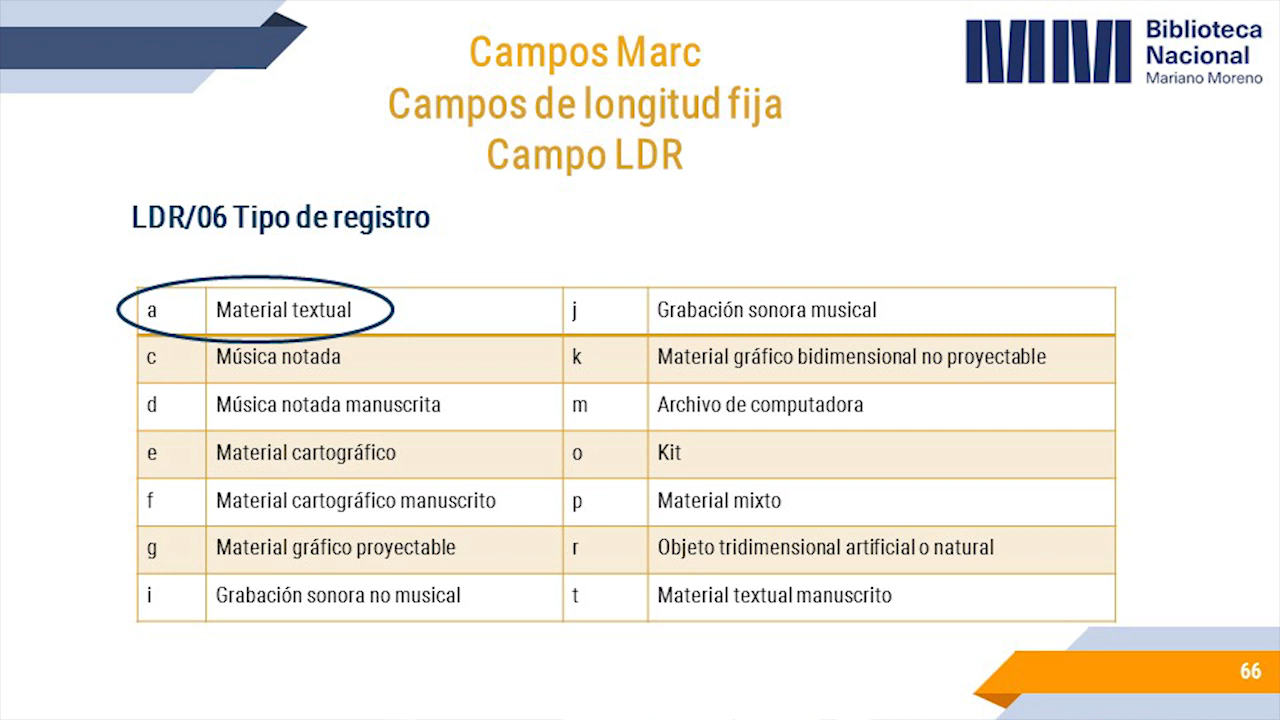 Campos Marc
Campos de longitud fija
Campo LDR
Biblioteca
Nacional
Mariano Moreno
LDR/06 Tipo de registro
a Material textual j Grabación sonora musical
c Música notada k Material gráfico bidimensional no proyectable
d Música notada manuscrita m Archivo de computadora
e Material cartográfico o Kit
f Material cartográfico manuscrito p Material mixto
g Material gráfico proyectable r Objeto tridimensional artificial o natural
i Grabación sonora no musical t Material textual manuscrito
66